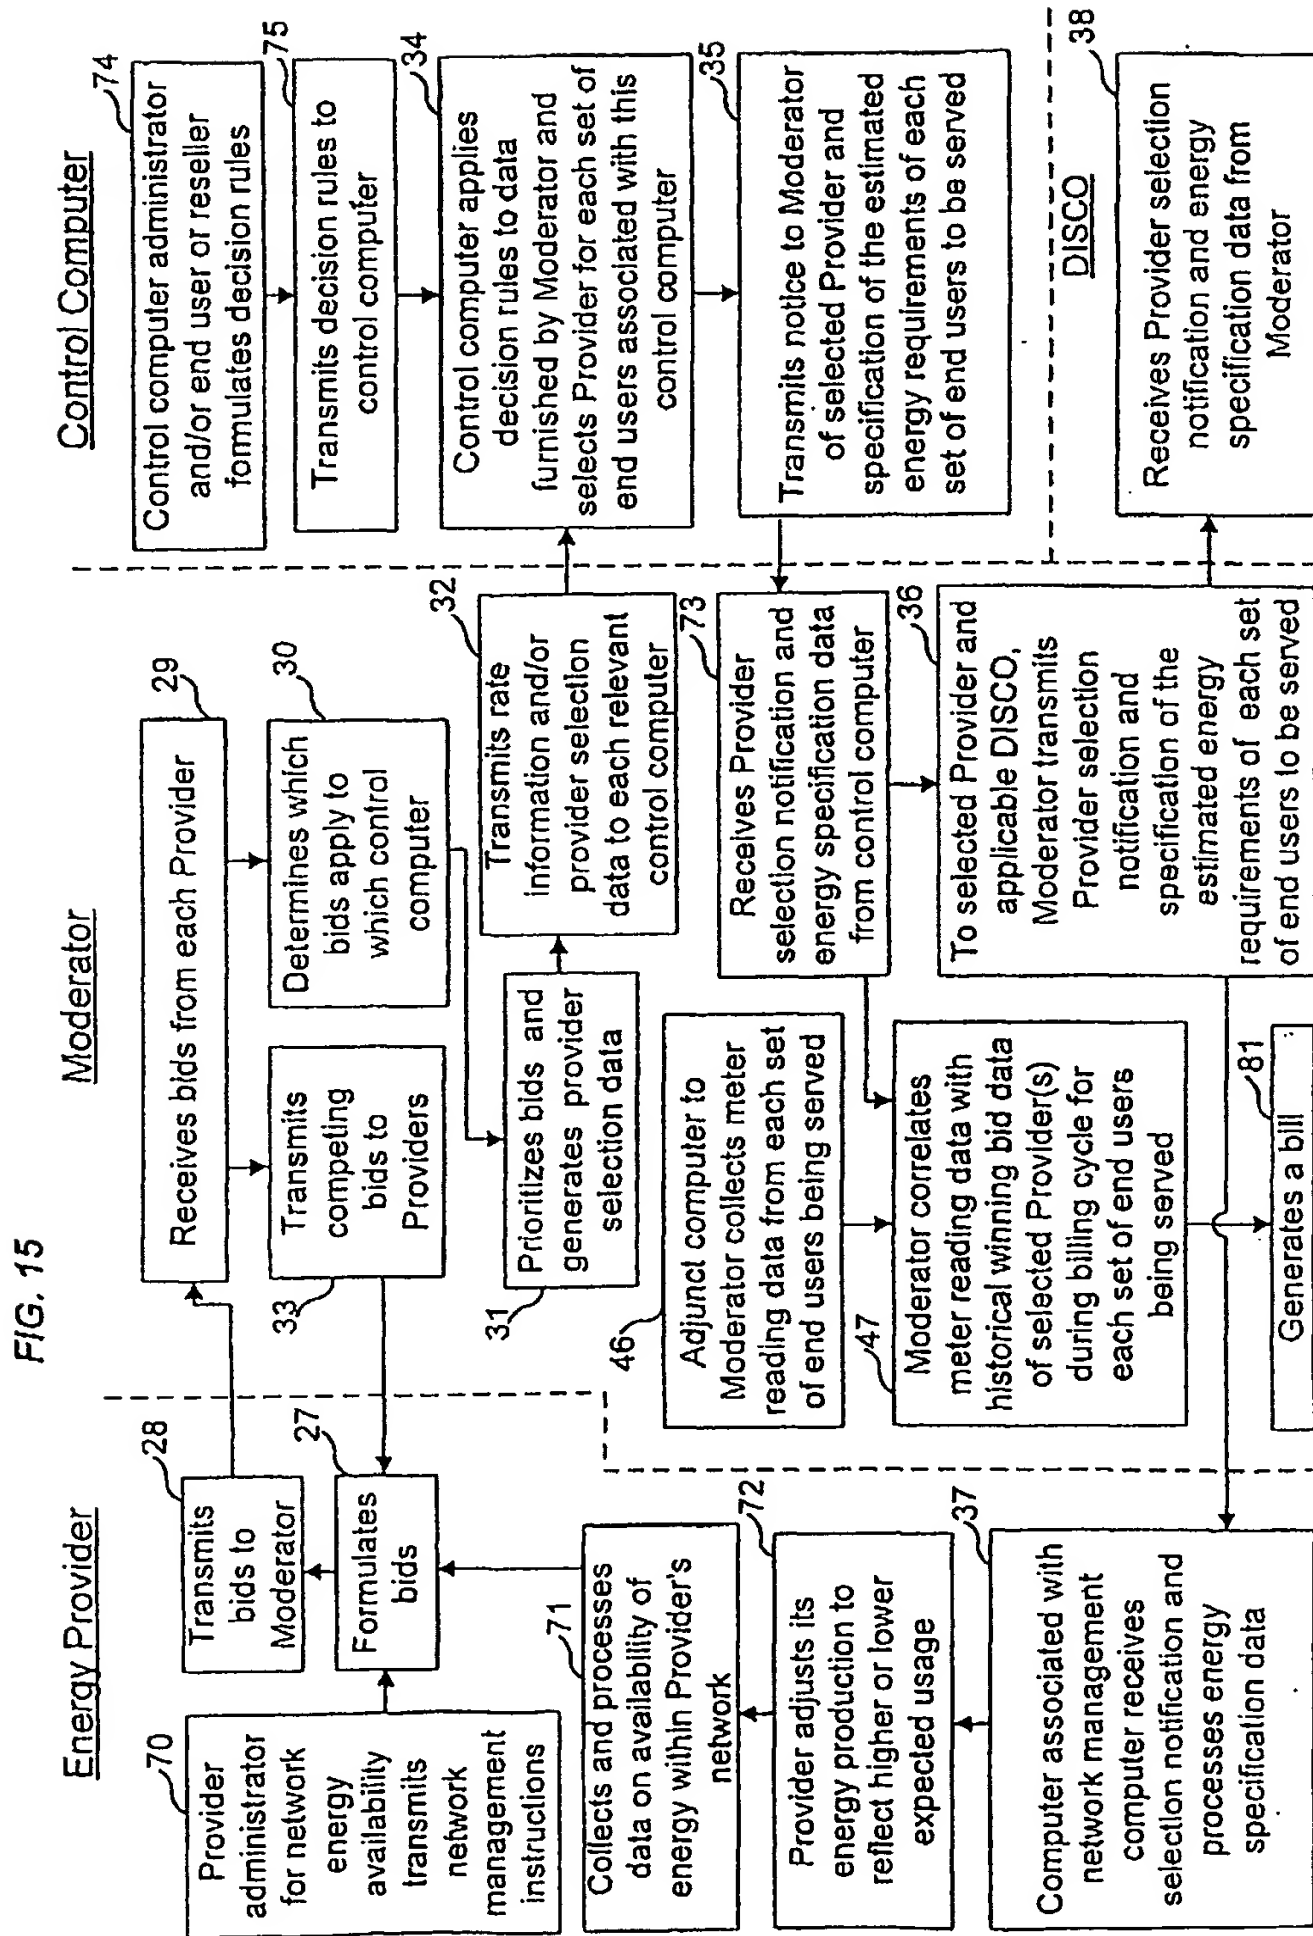 FIG. 15
Energy Provider
70
Provider
administrator
for network
energy
availability
transmits
network
management
instructions
28
Transmits
bids to
Moderator
27
Formulates
bids
71
Collects and processes
data on availability of
energy within Provider's
network
72
Provider adjusts its
energy production to
reflect higher or lower
expected usage
37
Computer associated with
network management
computer receives
selection notification and
processes energy
specification data
Moderator
29
Receives bids from each Provider
33
Transmits
competing
bids to
Providers
30
Determines which
bids apply to
which control
computer
31
Prioritizes bids and
generates provider
selection data
32
Transmits rate
information and/or
provider selection
data to each relevant
control computer
46
Adjunct computer to
Moderator collects meter
reading data from each set
of end users being served
73
Receives Provider
selection notification and
energy specification data
from control computer
47
Moderator correlates
meter reading data with
historical winning bid data
of selected Provider(s)
during billing cycle for
each set of end users
being served
36
To selected Provider and
applicable DISCO,
Moderator transmits
Provider selection
notification and
specification of the
estimated energy
requirements of each set
of end users to be served
81
Generates a bill
Control Computer
74
Control computer administrator
and/or end user or reseller
formulates decision rules
75
Transmits decision rules to
control computer
34
Control computer applies
decision rules to data
furnished by Moderator and
selects Provider for each set of
end users associated with this
control computer
35
Transmits notice to Moderator
of selected Provider and
specification of the estimated
energy requirements of each
set of end users to be served
DISCO
38
Receives Provider selection
notification and energy
specification data from
Moderator